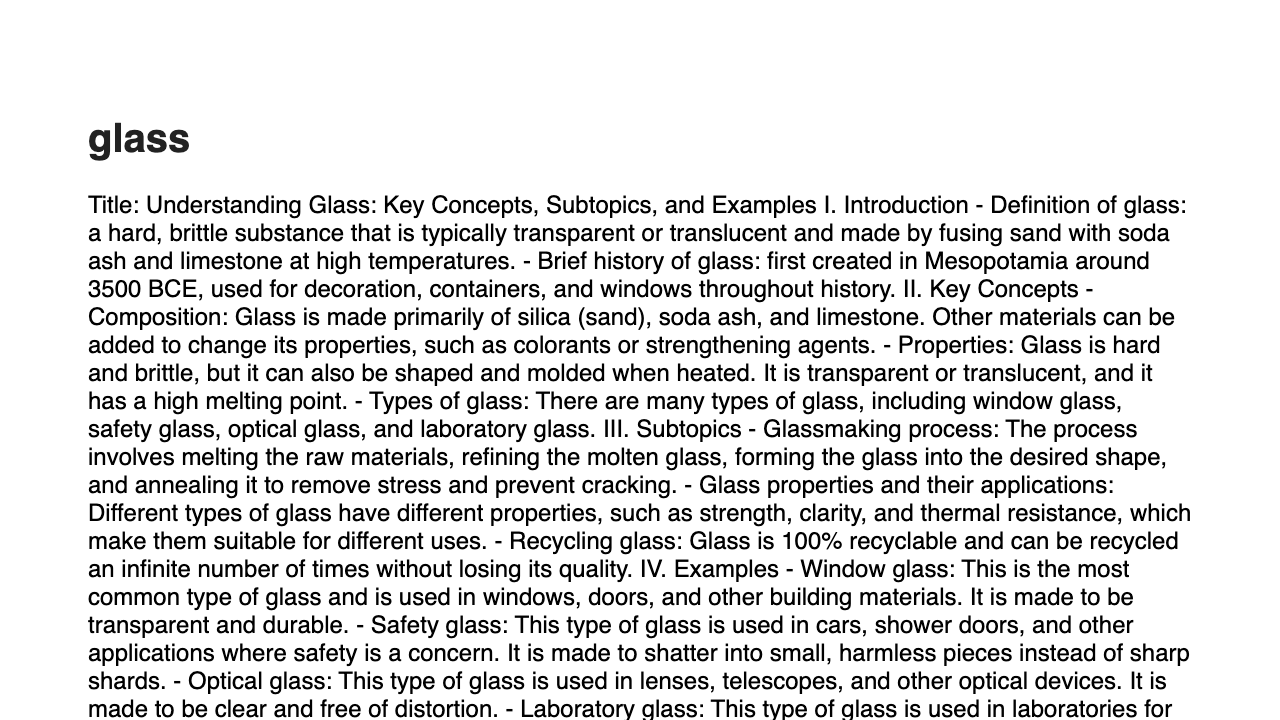 glass
Title: Understanding Glass: Key Concepts, Subtopics, and Examples I. Introduction - Definition of glass:
a hard, brittle substance that is typically transparent or translucent and made by fusing sand with soda
ash and limestone at high temperatures. - Brief history of glass: first created in Mesopotamia around
3500 BCE, used for decoration, containers, and windows throughout history. II. Key Concepts -
Composition: Glass is made primarily of silica (sand), soda ash, and limestone. Other materials can be
added to change its properties, such as colorants or strengthening agents. - Properties: Glass is hard
and brittle, but it can also be shaped and molded when heated. It is transparent or translucent, and it
has a high melting point. - Types of glass: There are many types of glass, including window glass,
safety glass, optical glass, and laboratory glass. III. Subtopics - Glassmaking process: The process
involves melting the raw materials, refining the molten glass, forming the glass into the desired shape,
and annealing it to remove stress and prevent cracking. - Glass properties and their applications:
Different types of glass have different properties, such as strength, clarity, and thermal resistance, which
make them suitable for different uses. - Recycling glass: Glass is 100% recyclable and can be recycled
an infinite number of times without losing its quality. IV. Examples - Window glass: This is the most
common type of glass and is used in windows, doors, and other building materials. It is made to be
transparent and durable. - Safety glass: This type of glass is used in cars, shower doors, and other
applications where safety is a concern. It is made to shatter into small, harmless pieces instead of sharp
shards. - Optical glass: This type of glass is used in lenses, telescopes, and other optical devices. It is
made to be clear and free of distortion. - Laboratory glass: This type of glass is used in laboratories for